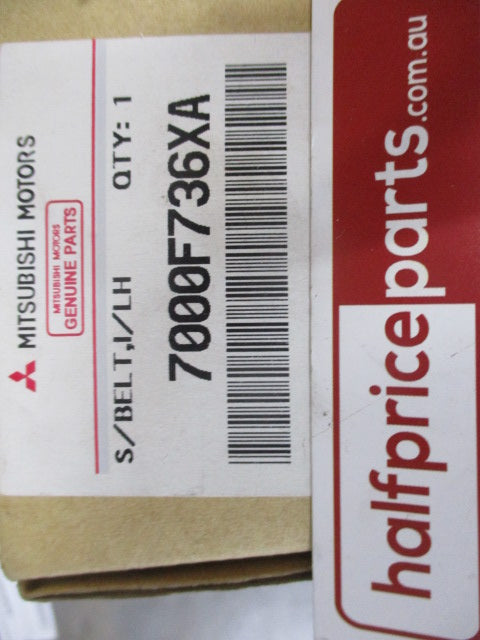 MITSUBISHI MOTORS
MITSUBISHI MOTORS
GENUINE PARTS
S/BELT,I/LH QTY: 1
7000F736XA
halfpriceparts.com.au